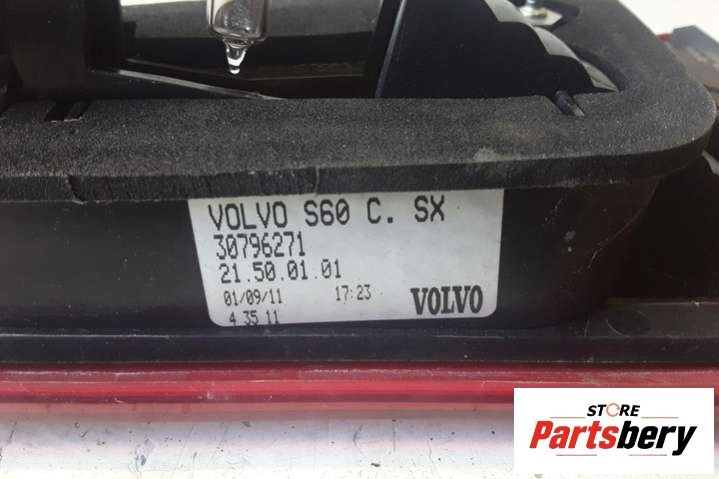 VOLVO S60 C. SX
30796271
21.50.01.01
01/09/11 17:23
4 35 11
VOLVO
STORE
Partsbery